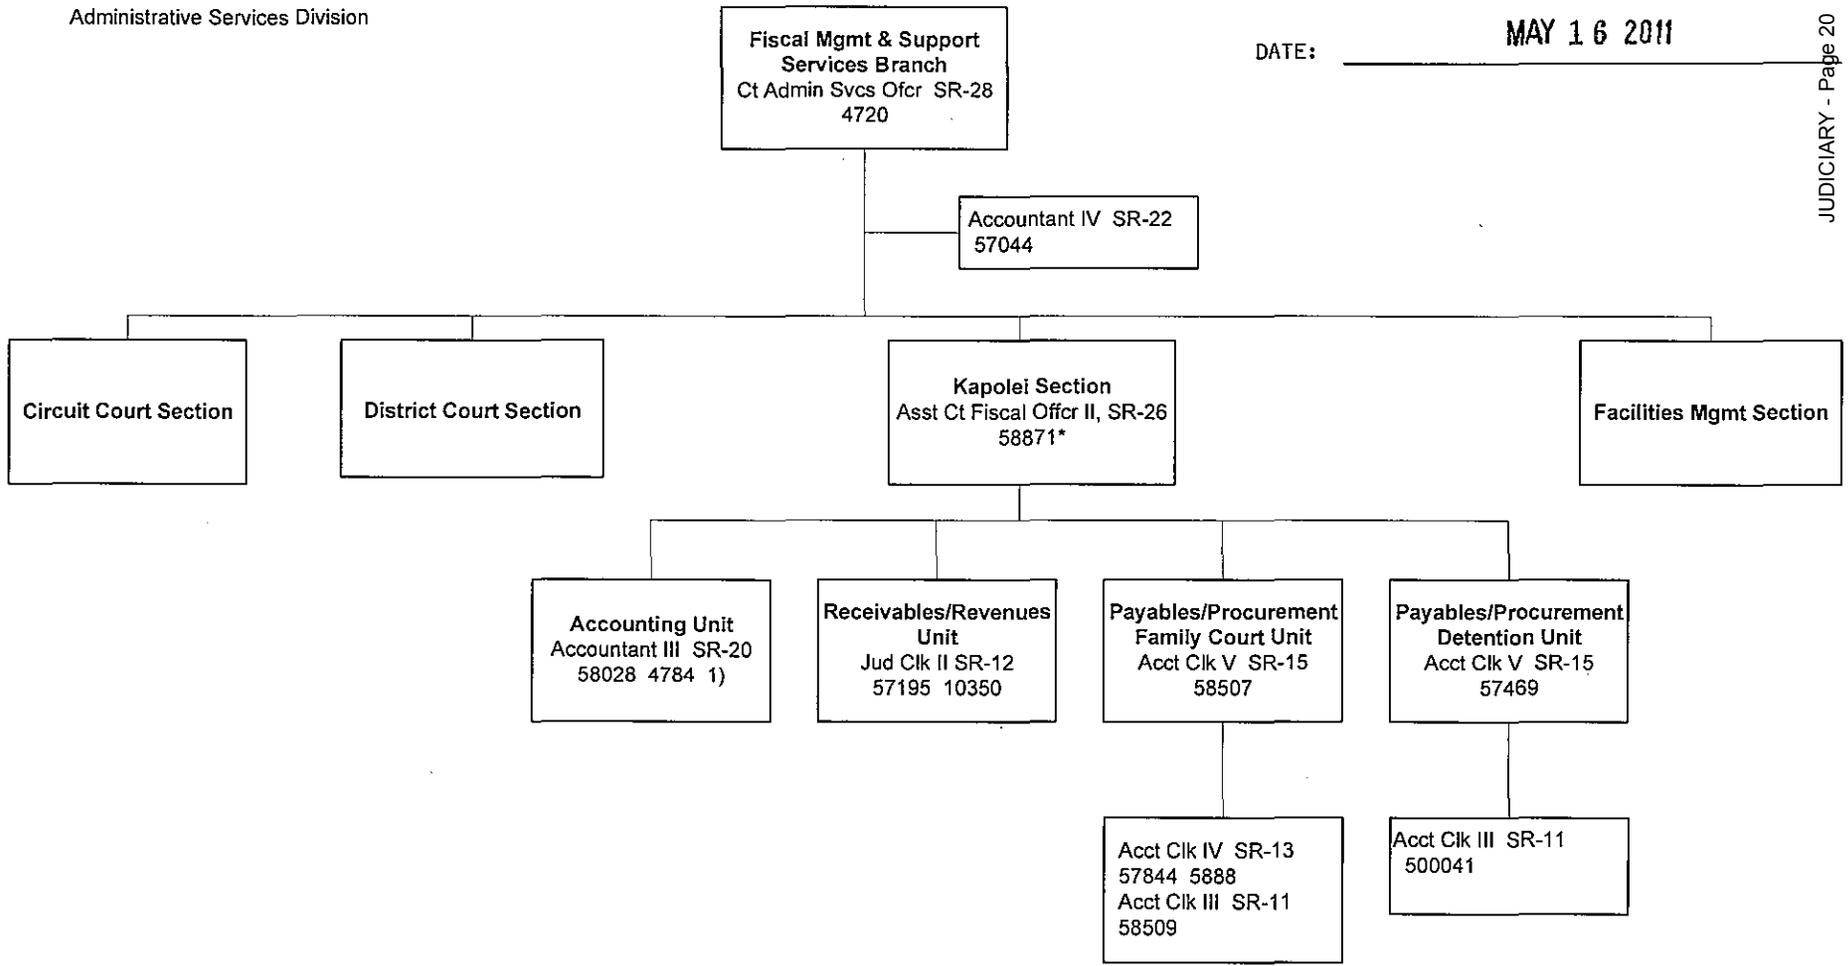 Administrative Services Division
Fiscal Mgmt & Support
Services Branch
Ct Admin Svcs Ofcr SR-28
4720
DATE:
MAY 16 2011
JUDICIARY - Page 20
Accountant IV SR-22
57044
Circuit Court Section
District Court Section
Kapolei Section
Asst Ct Fiscal Offcr II, SR-26
58871*
Facilities Mgmt Section
Accounting Unit
Accountant III SR-20
58028 4784 1)
Receivables/Revenues
Unit
Jud Clk II SR-12
57195 10350
Payables/Procurement
Family Court Unit
Acct Clk V SR-15
58507
Payables/Procurement
Detention Unit
Acct Clk V SR-15
57469
Acct Clk IV SR-13
57844 5888
Acct Clk III SR-11
58509
Acct Clk III SR-11
500041